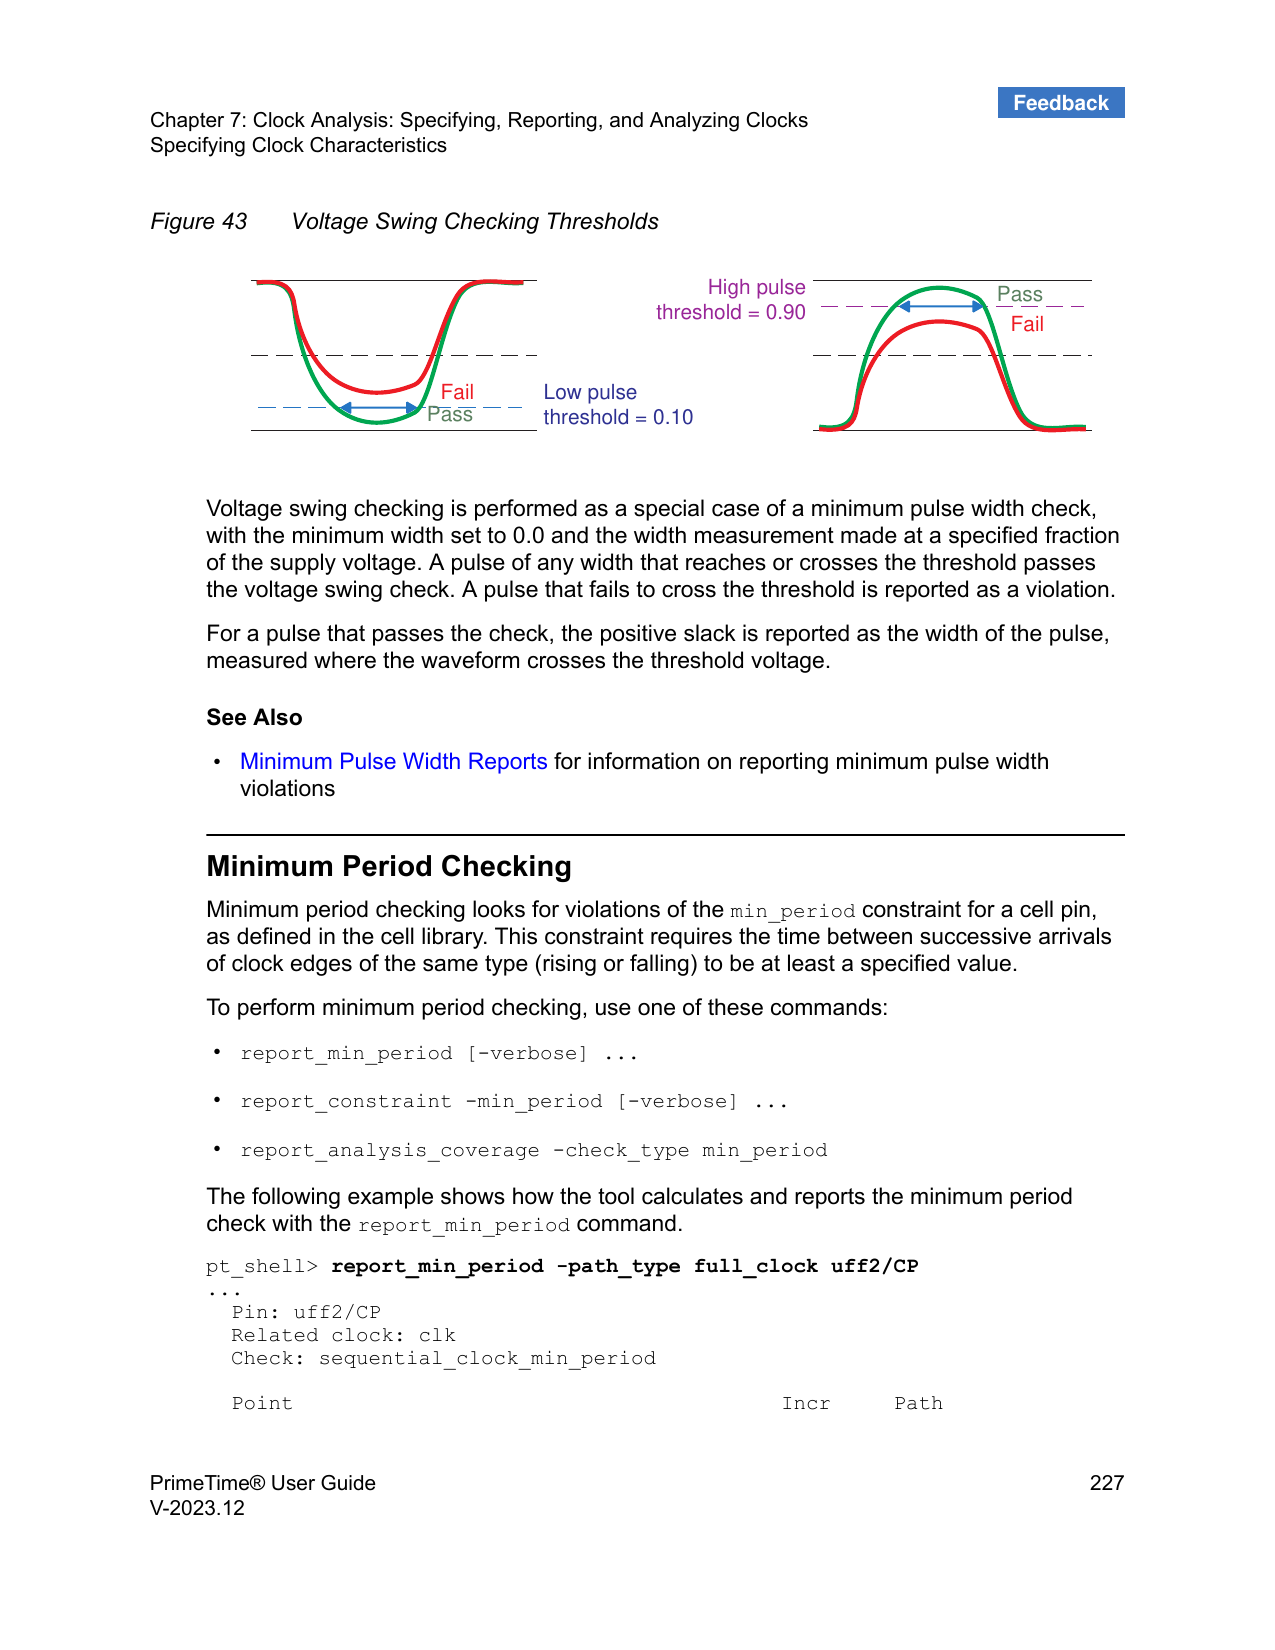 Feedback
Chapter 7: Clock Analysis: Specifying, Reporting, and Analyzing Clocks
Specifying Clock Characteristics
Figure 43 Voltage Swing Checking Thresholds
High pulse
threshold = 0.90
Pass
Fail
Fail
Pass
Low pulse
threshold = 0.10
Voltage swing checking is performed as a special case of a minimum pulse width check,
with the minimum width set to 0.0 and the width measurement made at a specified fraction
of the supply voltage. A pulse of any width that reaches or crosses the threshold passes
the voltage swing check. A pulse that fails to cross the threshold is reported as a violation.
For a pulse that passes the check, the positive slack is reported as the width of the pulse,
measured where the waveform crosses the threshold voltage.
See Also
• Minimum Pulse Width Reports for information on reporting minimum pulse width
violations
Minimum Period Checking
Minimum period checking looks for violations of the min_period constraint for a cell pin,
as defined in the cell library. This constraint requires the time between successive arrivals
of clock edges of the same type (rising or falling) to be at least a specified value.
To perform minimum period checking, use one of these commands:
• report_min_period [-verbose] ...
• report_constraint -min_period [-verbose] ...
• report_analysis_coverage -check_type min_period
The following example shows how the tool calculates and reports the minimum period
check with the report_min_period command.
pt_shell> report_min_period -path_type full_clock uff2/CP
...
Pin: uff2/CP
Related clock: clk
Check: sequential_clock_min_period
Point Incr Path
PrimeTime® User Guide 227
V-2023.12